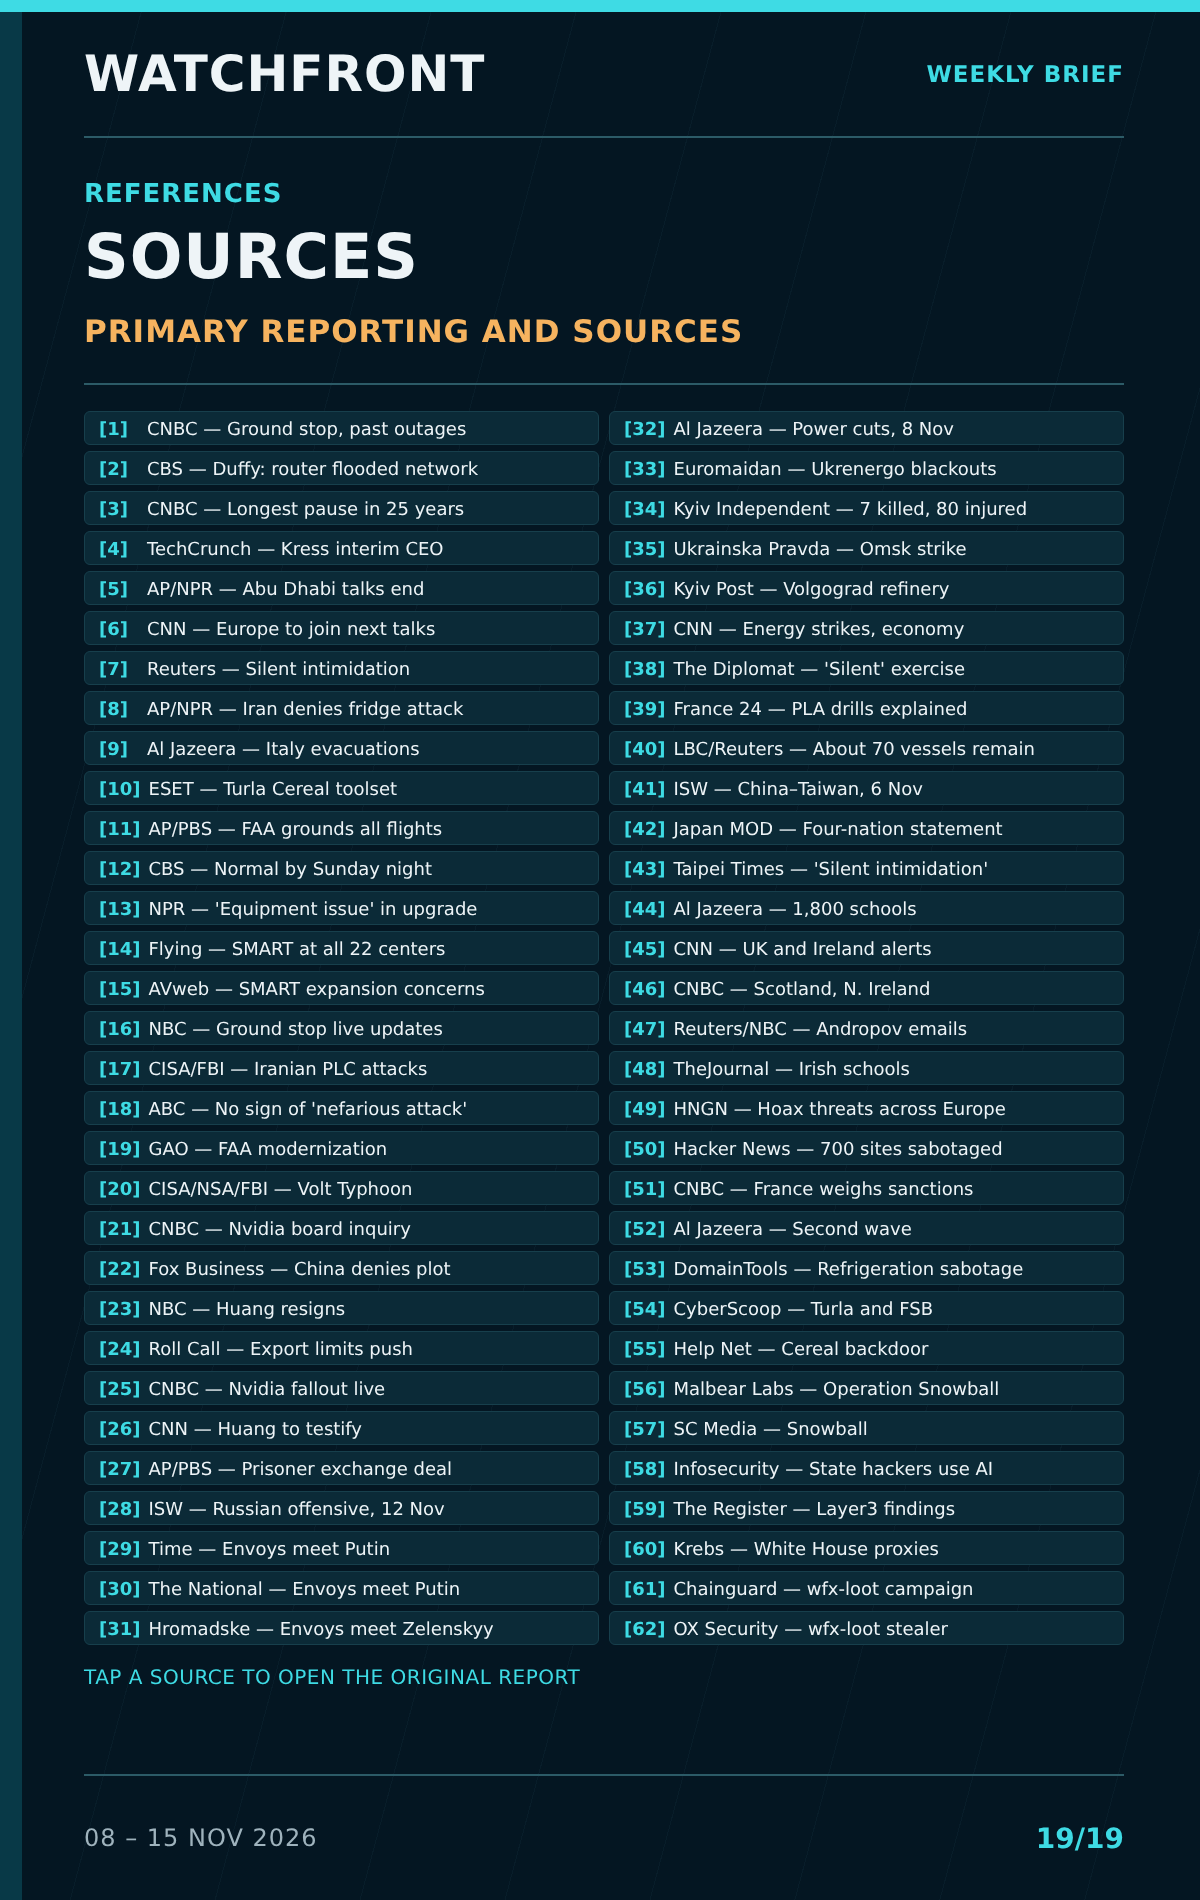 WATCHFRONT
WEEKLY BRIEF
REFERENCES
SOURCES
PRIMARY REPORTING AND SOURCES
[1] CNBC — Ground stop, past outages
[2] CBS — Duffy: router flooded network
[3] CNBC — Longest pause in 25 years
[4] TechCrunch — Kress interim CEO
[5] AP/NPR — Abu Dhabi talks end
[6] CNN — Europe to join next talks
[7] Reuters — Silent intimidation
[8] AP/NPR — Iran denies fridge attack
[9] Al Jazeera — Italy evacuations
[10] ESET — Turla Cereal toolset
[11] AP/PBS — FAA grounds all flights
[12] CBS — Normal by Sunday night
[13] NPR — 'Equipment issue' in upgrade
[14] Flying — SMART at all 22 centers
[15] AVweb — SMART expansion concerns
[16] NBC — Ground stop live updates
[17] CISA/FBI — Iranian PLC attacks
[18] ABC — No sign of 'nefarious attack'
[19] GAO — FAA modernization
[20] CISA/NSA/FBI — Volt Typhoon
[21] CNBC — Nvidia board inquiry
[22] Fox Business — China denies plot
[23] NBC — Huang resigns
[24] Roll Call — Export limits push
[25] CNBC — Nvidia fallout live
[26] CNN — Huang to testify
[27] AP/PBS — Prisoner exchange deal
[28] ISW — Russian offensive, 12 Nov
[29] Time — Envoys meet Putin
[30] The National — Envoys meet Putin
[31] Hromadske — Envoys meet Zelenskyy
[32] Al Jazeera — Power cuts, 8 Nov
[33] Euromaidan — Ukrenergo blackouts
[34] Kyiv Independent — 7 killed, 80 injured
[35] Ukrainska Pravda — Omsk strike
[36] Kyiv Post — Volgograd refinery
[37] CNN — Energy strikes, economy
[38] The Diplomat — 'Silent' exercise
[39] France 24 — PLA drills explained
[40] LBC/Reuters — About 70 vessels remain
[41] ISW — China–Taiwan, 6 Nov
[42] Japan MOD — Four-nation statement
[43] Taipei Times — 'Silent intimidation'
[44] Al Jazeera — 1,800 schools
[45] CNN — UK and Ireland alerts
[46] CNBC — Scotland, N. Ireland
[47] Reuters/NBC — Andropov emails
[48] TheJournal — Irish schools
[49] HNGN — Hoax threats across Europe
[50] Hacker News — 700 sites sabotaged
[51] CNBC — France weighs sanctions
[52] Al Jazeera — Second wave
[53] DomainTools — Refrigeration sabotage
[54] CyberScoop — Turla and FSB
[55] Help Net — Cereal backdoor
[56] Malbear Labs — Operation Snowball
[57] SC Media — Snowball
[58] Infosecurity — State hackers use AI
[59] The Register — Layer3 findings
[60] Krebs — White House proxies
[61] Chainguard — wfx-loot campaign
[62] OX Security — wfx-loot stealer
TAP A SOURCE TO OPEN THE ORIGINAL REPORT
08 – 15 NOV 2026
19/19